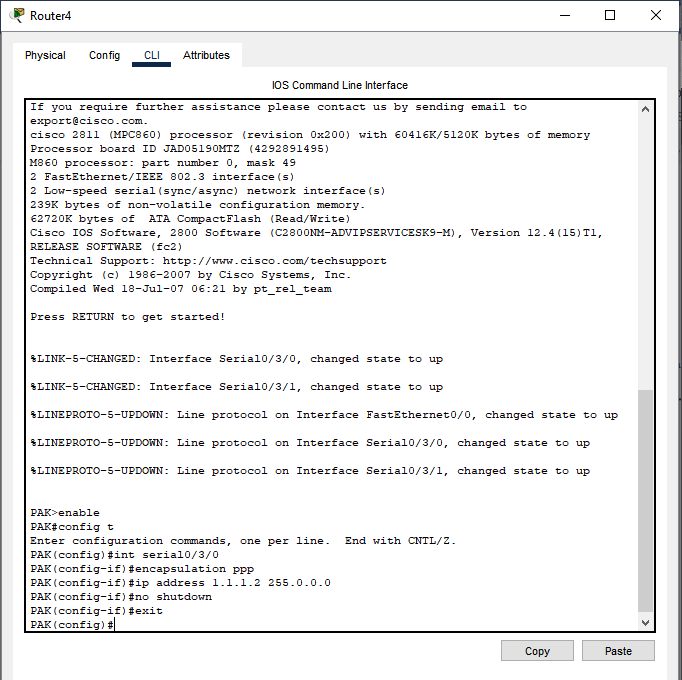 Router4
Physical Config CLI Attributes
IOS Command Line Interface
If you require further assistance please contact us by sending email to
export@cisco.com.
cisco 2811 (MPC860) processor (revision 0x200) with 60416K/5120K bytes of memory
Processor board ID JAD05190MTZ (4292891495)
M860 processor: part number 0, mask 49
2 FastEthernet/IEEE 802.3 interface(s)
2 Low-speed serial(sync/async) network interface(s)
239K bytes of non-volatile configuration memory.
62720K bytes of  ATA CompactFlash (Read/Write)
Cisco IOS Software, 2800 Software (C2800NM-ADVIPSERVICESK9-M), Version 12.4(15)T1,
RELEASE SOFTWARE (fc2)
Technical Support: http://www.cisco.com/techsupport
Copyright (c) 1986-2007 by Cisco Systems, Inc.
Compiled Wed 18-Jul-07 06:21 by pt_rel_team
Press RETURN to get started!
%LINK-5-CHANGED: Interface Serial0/3/0, changed state to up
%LINK-5-CHANGED: Interface Serial0/3/1, changed state to up
%LINEPROTO-5-UPDOWN: Line protocol on Interface FastEthernet0/0, changed state to up
%LINEPROTO-5-UPDOWN: Line protocol on Interface Serial0/3/0, changed state to up
%LINEPROTO-5-UPDOWN: Line protocol on Interface Serial0/3/1, changed state to up
PAK>enable
PAK#config t
Enter configuration commands, one per line.  End with CNTL/Z.
PAK(config)#int serial0/3/0
PAK(config-if)#encapsulation ppp
PAK(config-if)#ip address 1.1.1.2 255.0.0.0
PAK(config-if)#no shutdown
PAK(config-if)#exit
PAK(config)#
Copy Paste